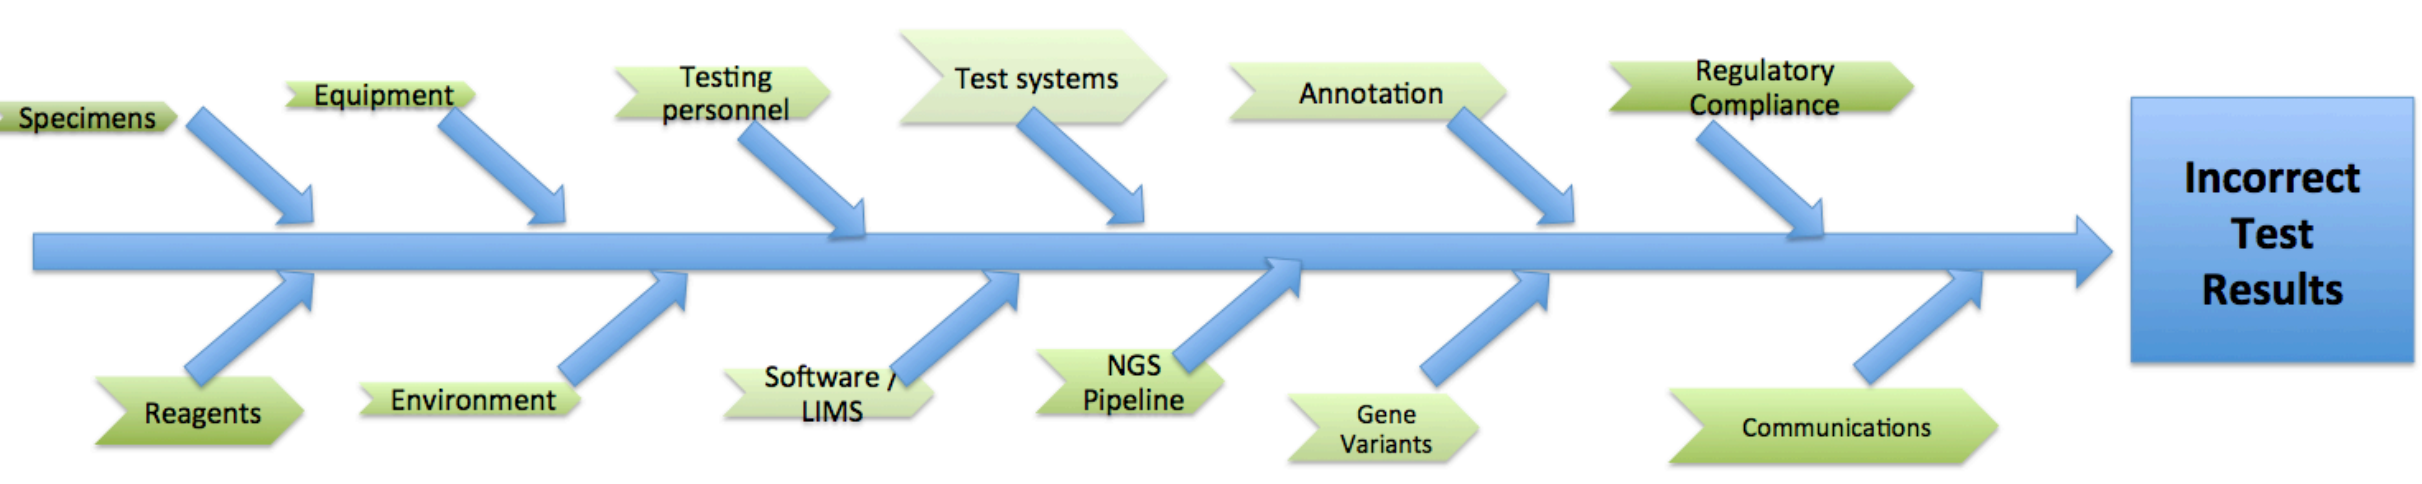 Specimens
Equipment
Testing
personnel
Test systems
Annotation
Regulatory
Compliance
Incorrect
Test
Results
Reagents
Environment
Software /
LIMS
NGS
Pipeline
Gene
Variants
Communications